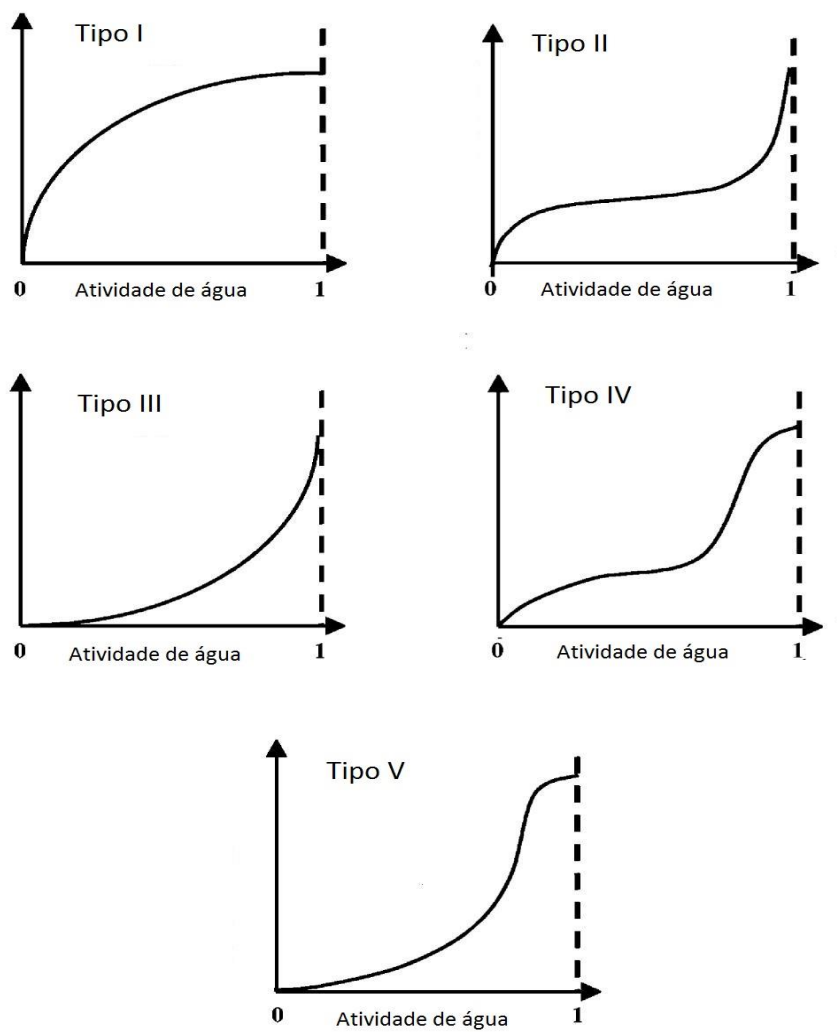 Tipo I
0 Atividade de água 1
Tipo II
0 Atividade de água 1
Tipo III
0 Atividade de água 1
Tipo IV
0 Atividade de água 1
Tipo V
0 Atividade de água 1